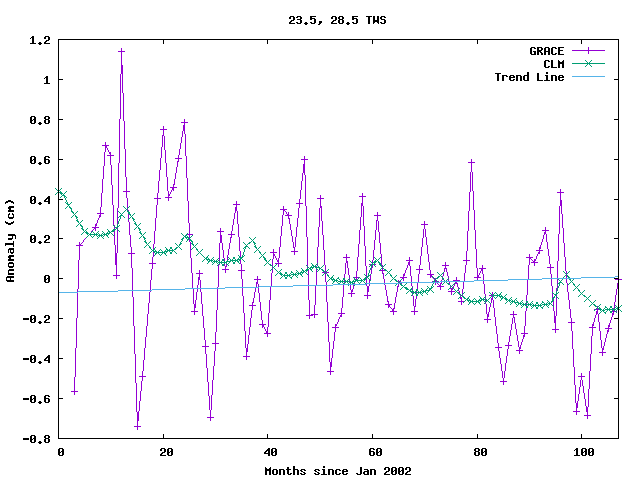 23.5, 28.5 TWS
GRACE
CLM
Trend Line
Anomaly (cm)
1.2
1
0.8
0.6
0.4
0.2
0
-0.2
-0.4
-0.6
-0.8
0 20 40 60 80 100
Months since Jan 2002